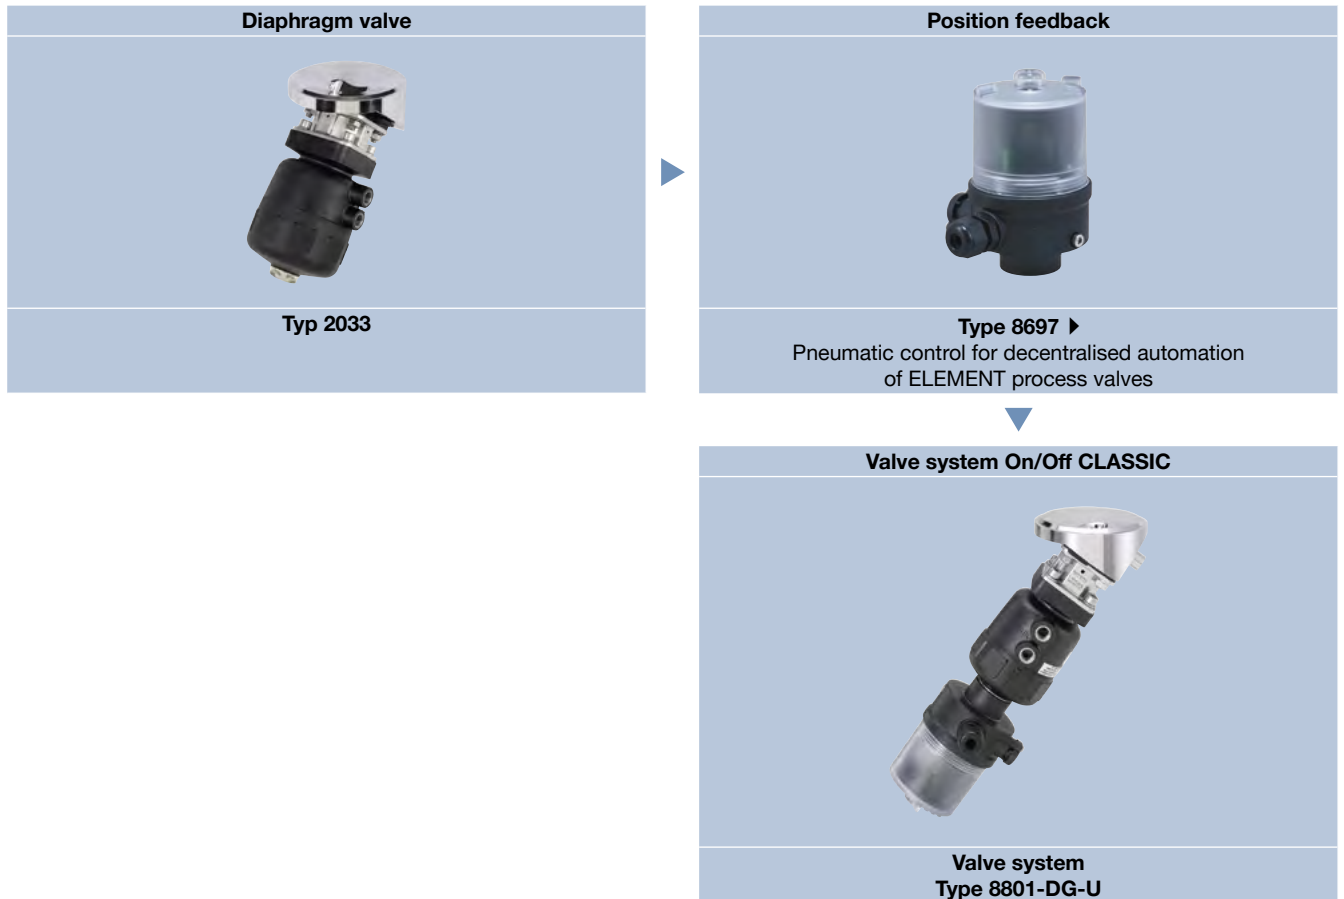 Diaphragm valve
Typ 2033
Position feedback
Type 8697
Pneumatic control for decentralised automation
of ELEMENT process valves
Valve system On/Off CLASSIC
Valve system
Type 8801-DG-U